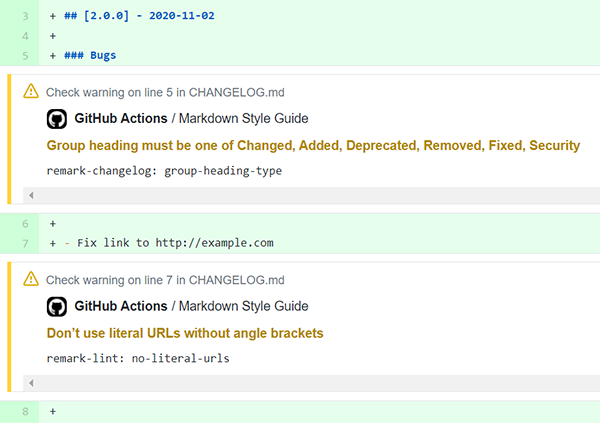 3 + ## [2.0.0] - 2020-11-02
4 +
5 + ### Bugs
Check warning on line 5 in CHANGELOG.md
GitHub Actions / Markdown Style Guide
Group heading must be one of Changed, Added, Deprecated, Removed, Fixed, Security
remark-changelog: group-heading-type
6 +
7 + - Fix link to http://example.com
Check warning on line 7 in CHANGELOG.md
GitHub Actions / Markdown Style Guide
Don’t use literal URLs without angle brackets
remark-lint: no-literal-urls
8 +